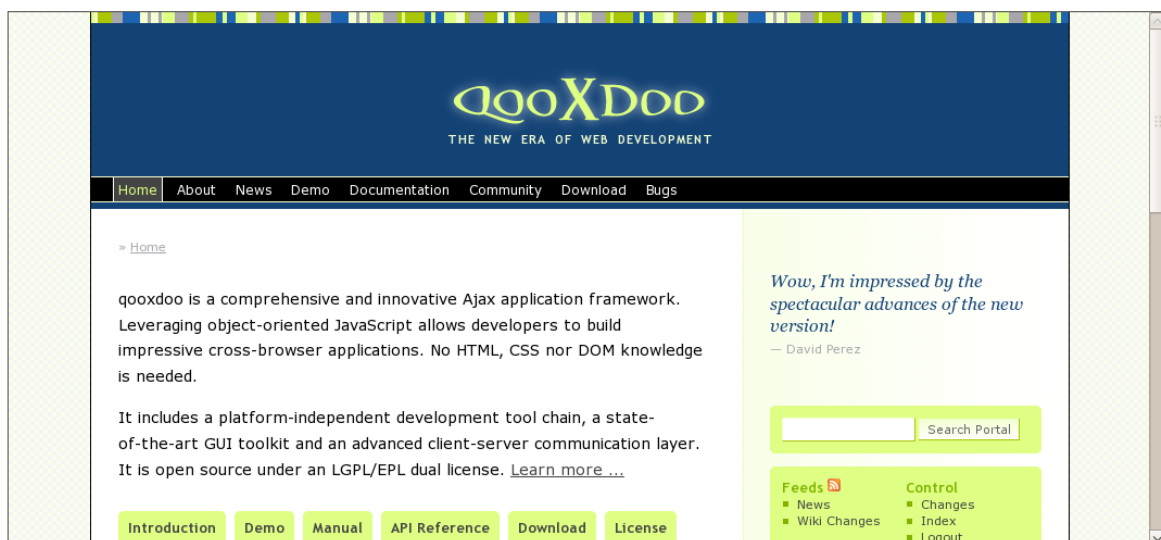 QooXDoo
THE NEW ERA OF WEB DEVELOPMENT
Home About News Demo Documentation Community Download Bugs
» Home
qooxdoo is a comprehensive and innovative Ajax application framework.
Leveraging object-oriented JavaScript allows developers to build
impressive cross-browser applications. No HTML, CSS nor DOM knowledge
is needed.
It includes a platform-independent development tool chain, a state-
of-the-art GUI toolkit and an advanced client-server communication layer.
It is open source under an LGPL/EPL dual license. Learn more ...
Introduction Demo Manual API Reference Download License
Wow, I'm impressed by the
spectacular advances of the new
version!
— David Perez
Search Portal
Feeds
News
Wiki Changes
Control
Changes
Index
Logout